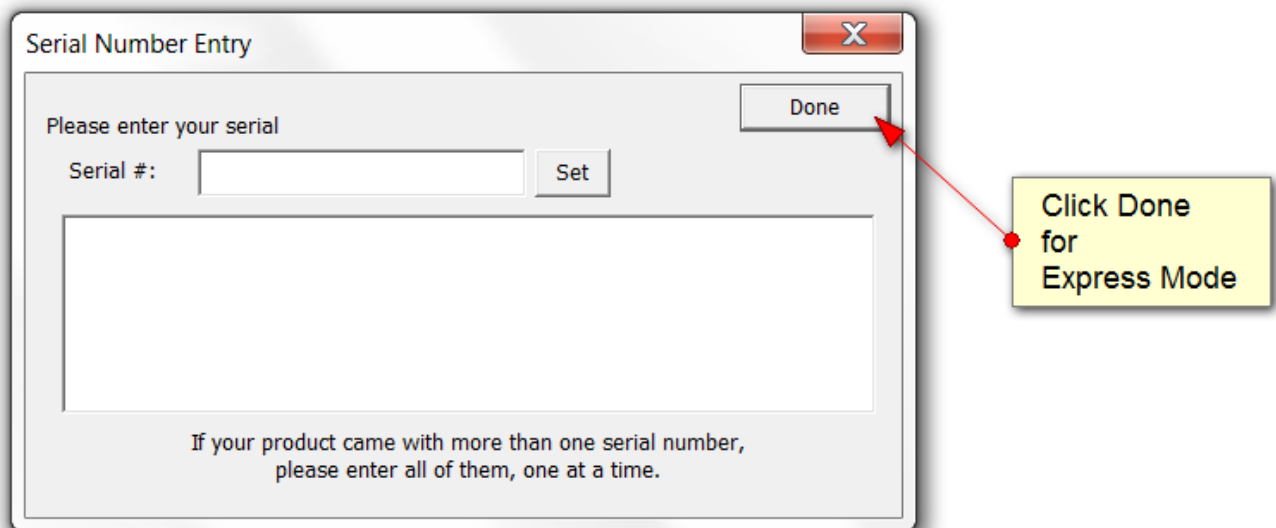 Serial Number Entry
Done
Please enter your serial
Serial #:
Set
Click Done
for
Express Mode
If your product came with more than one serial number,
please enter all of them, one at a time.